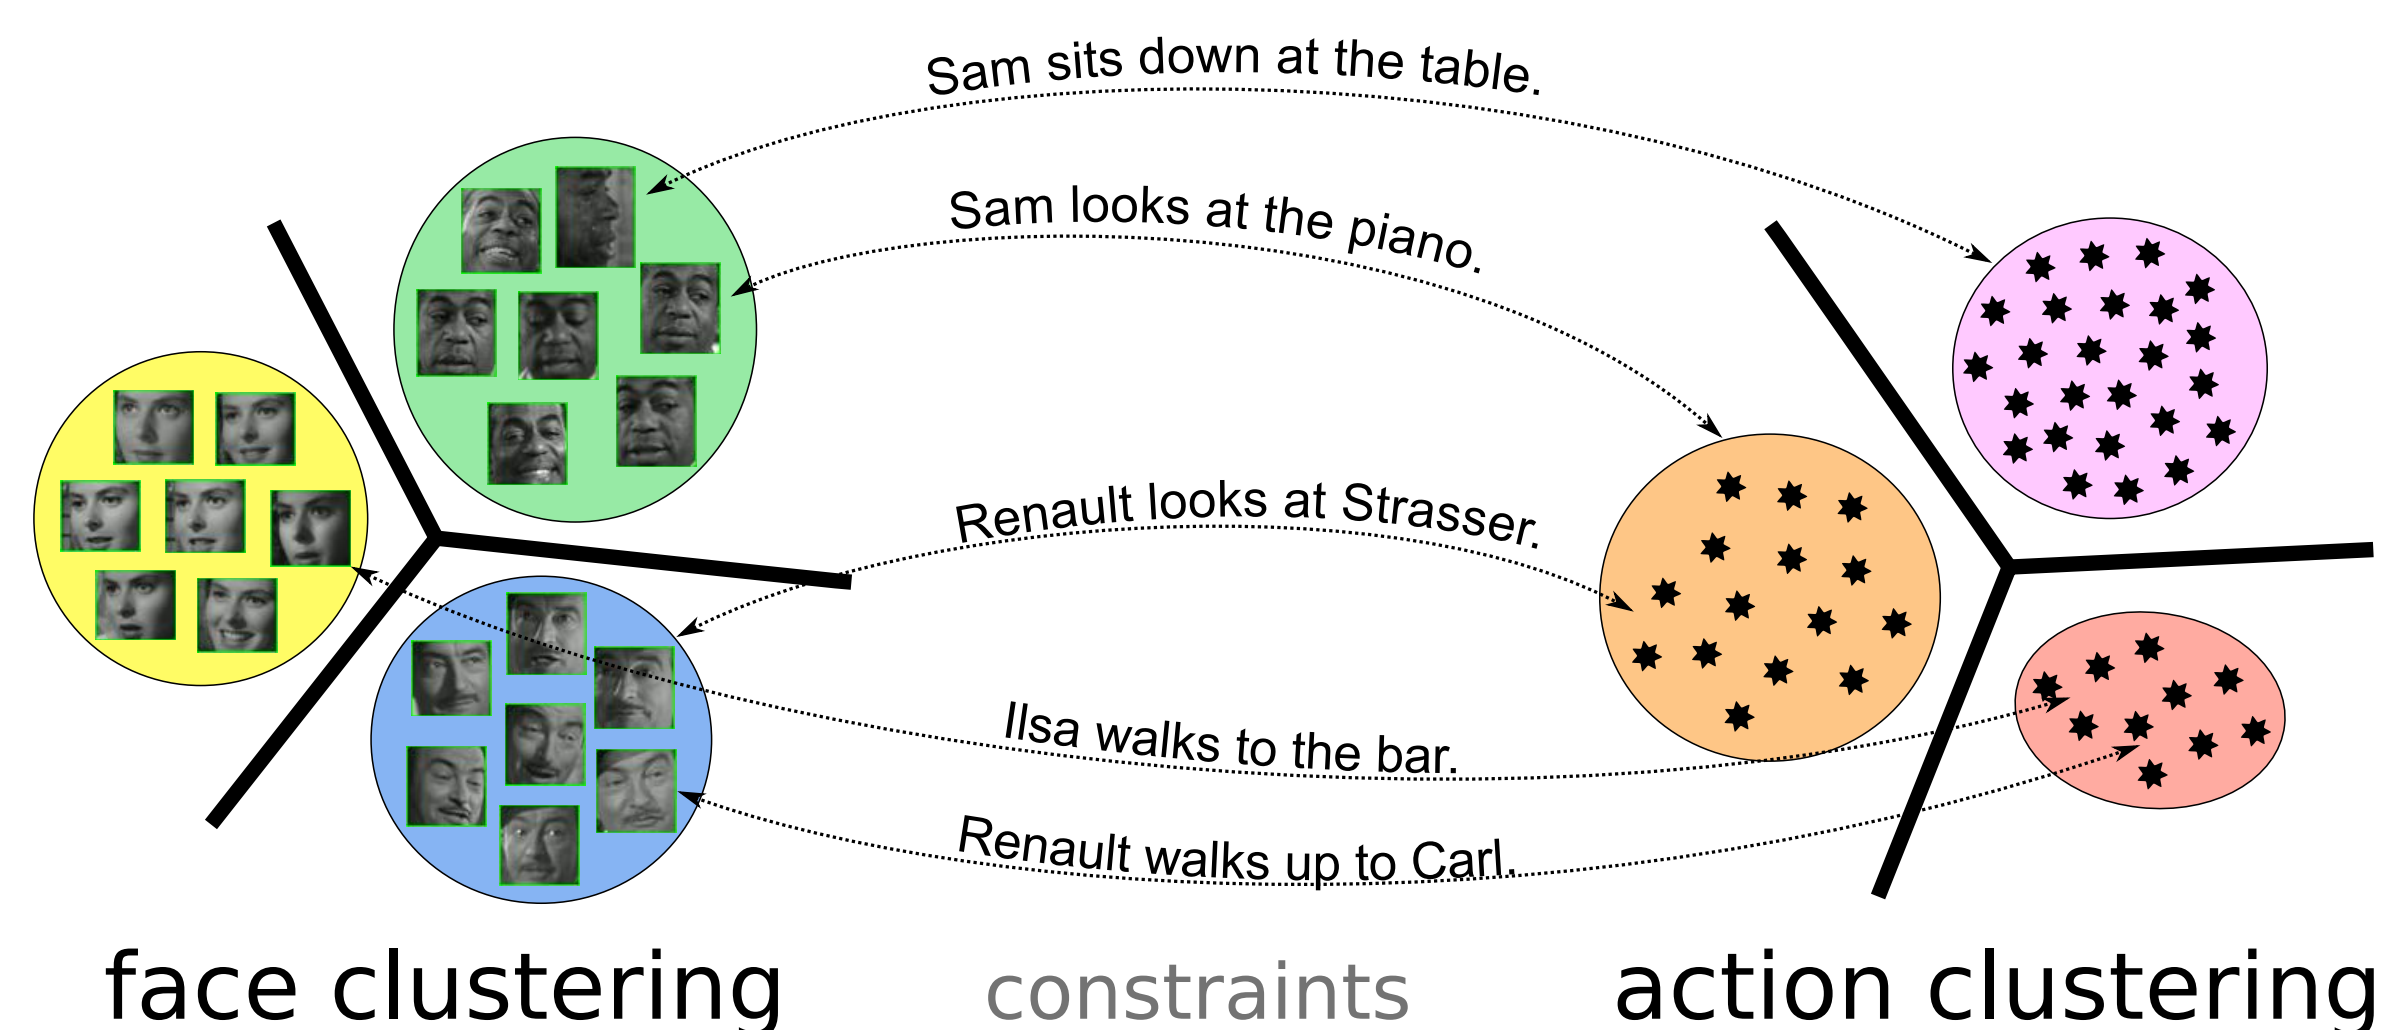 Sam sits down at the table.
Sam looks at the piano.
Renault looks at Strasser.
Ilsa walks to the bar.
Renault walks up to Carl.
face clustering
constraints
action clustering